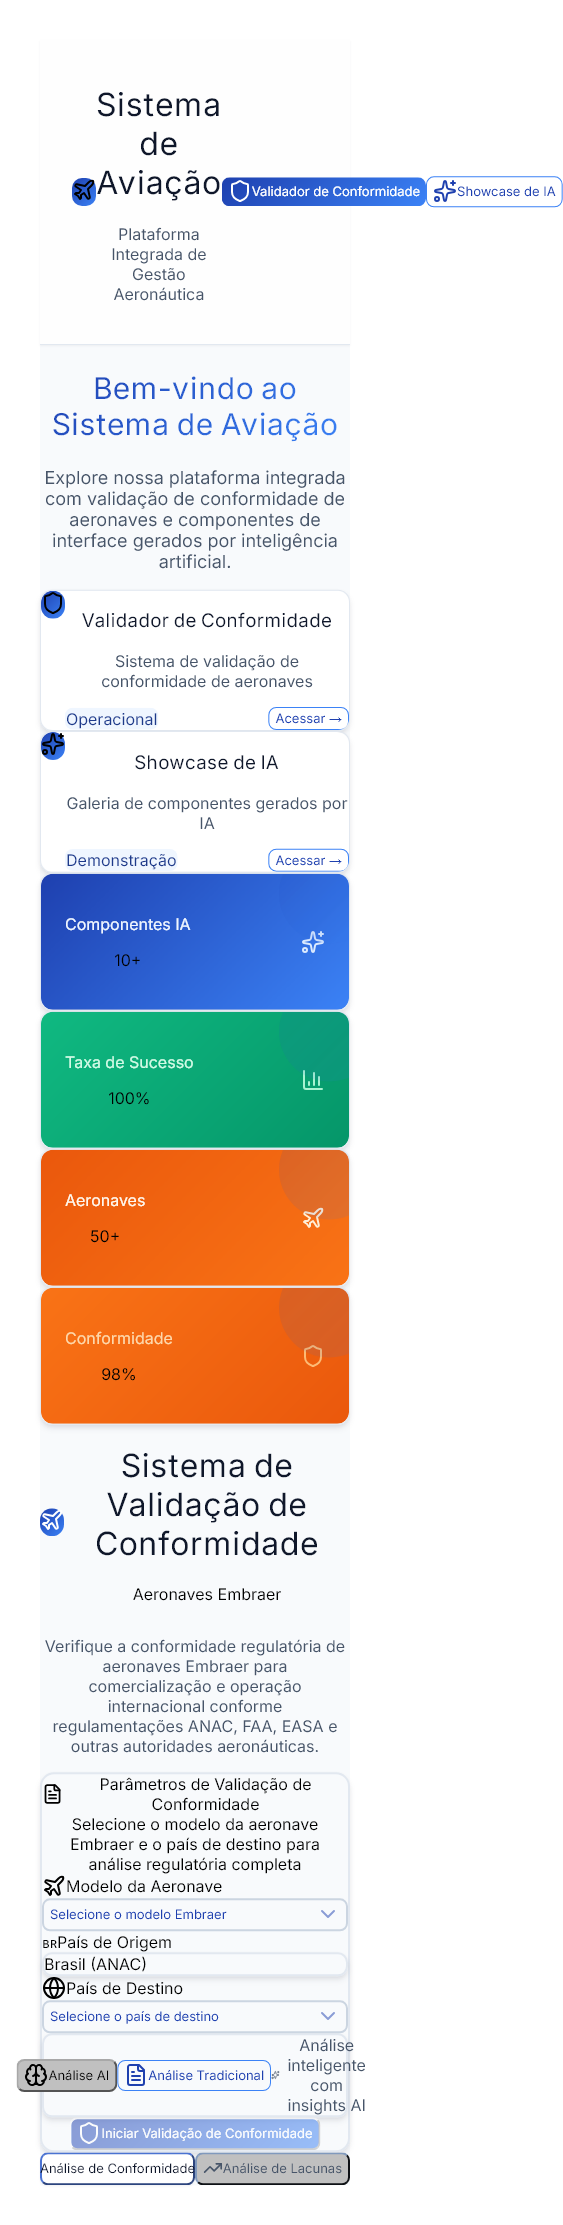 Sistema
de
Aviação
Validador de Conformidade
Showcase de IA
Plataforma
Integrada de
Gestão
Aeronáutica
Bem-vindo ao
Sistema de Aviação
Explore nossa plataforma integrada
com validação de conformidade de
aeronaves e componentes de
interface gerados por inteligência
artificial.
Validador de Conformidade
Sistema de validação de
conformidade de aeronaves
Operacional
Acessar →
Showcase de IA
Galeria de componentes gerados por
IA
Demonstração
Acessar →
Componentes IA
10+
Taxa de Sucesso
100%
Aeronaves
50+
Conformidade
98%
Sistema de
Validação de
Conformidade
Aeronaves Embraer
Verifique a conformidade regulatória de
aeronaves Embraer para
comercialização e operação
internacional conforme
regulamentações ANAC, FAA, EASA e
outras autoridades aeronáuticas.
Parâmetros de Validação de
Conformidade
Selecione o modelo da aeronave
Embraer e o país de destino para
análise regulatória completa
Modelo da Aeronave
Selecione o modelo Embraer
BR País de Origem
Brasil (ANAC)
País de Destino
Selecione o país de destino
Análise AI
Análise Tradicional
Análise
inteligente
com
insights AI
Iniciar Validação de Conformidade
Análise de Conformidade
Análise de Lacunas